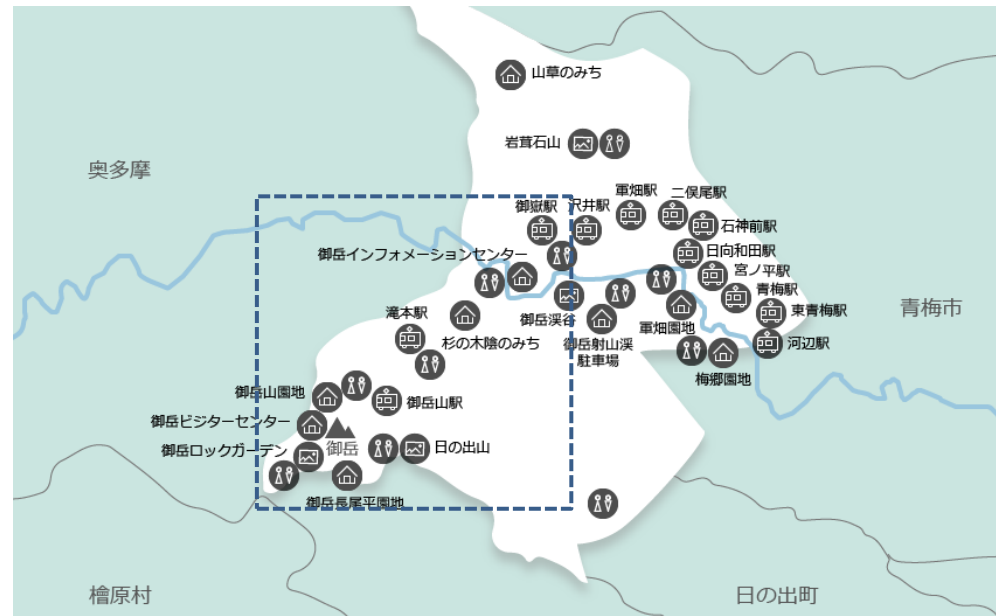 山草のみち
岩茸石山
奥多摩
軍畑駅
二俣尾駅
御嶽駅
沢井駅
石神前駅
御岳インフォメーションセンター
日向和田駅
宮ノ平駅
青梅駅
滝本駅
御岳渓谷
東青梅駅
青梅市
杉の木陰のみち
御岳射山渓
駐車場
軍畑園地
河辺駅
梅郷園地
御岳山園地
御岳山駅
御岳ビジターセンター
御岳
日の出山
御岳ロックガーデン
御岳長尾平園地
檜原村
日の出町